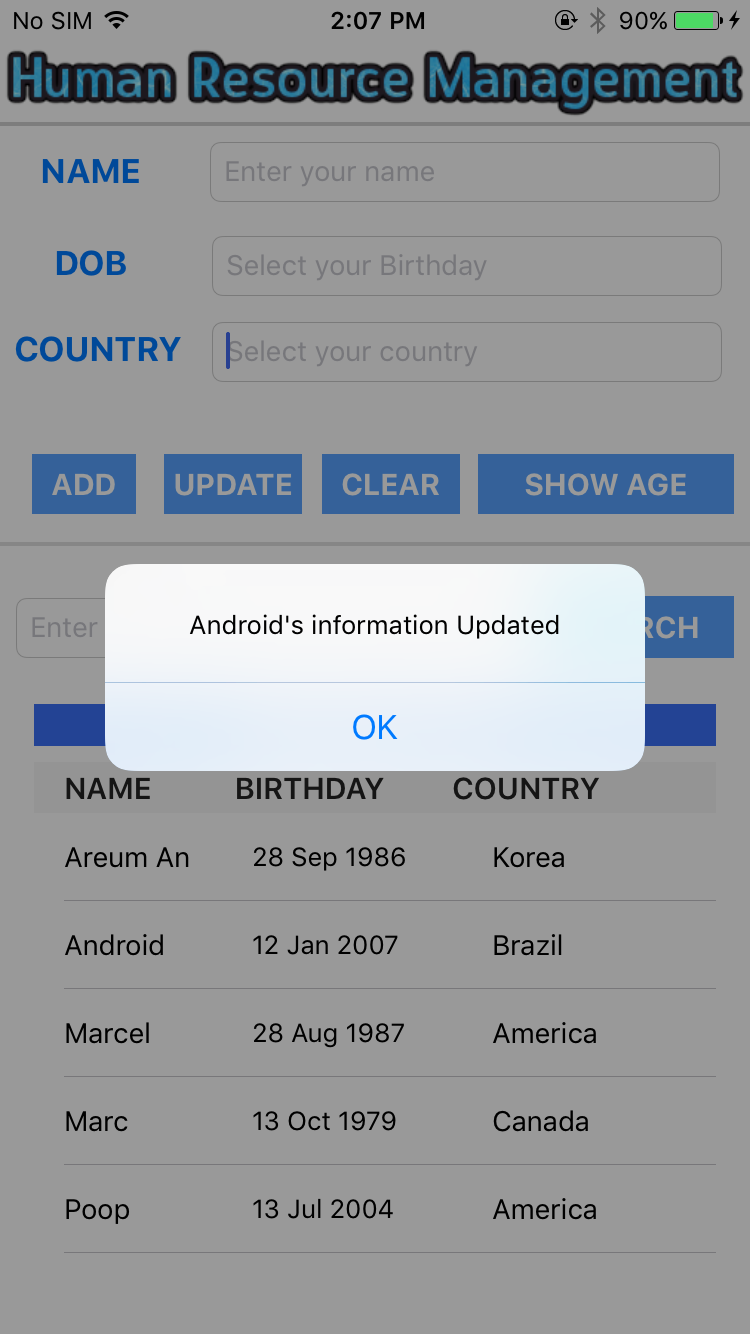 No SIM 2:07 PM 90%
Human Resource Management
NAME Enter your name
DOB Select your Birthday
COUNTRY Select your country
ADD UPDATE CLEAR SHOW AGE
Enter RCH
Android's information Updated
OK
NAME BIRTHDAY COUNTRY
Areum An 28 Sep 1986 Korea
Android 12 Jan 2007 Brazil
Marcel 28 Aug 1987 America
Marc 13 Oct 1979 Canada
Poop 13 Jul 2004 America